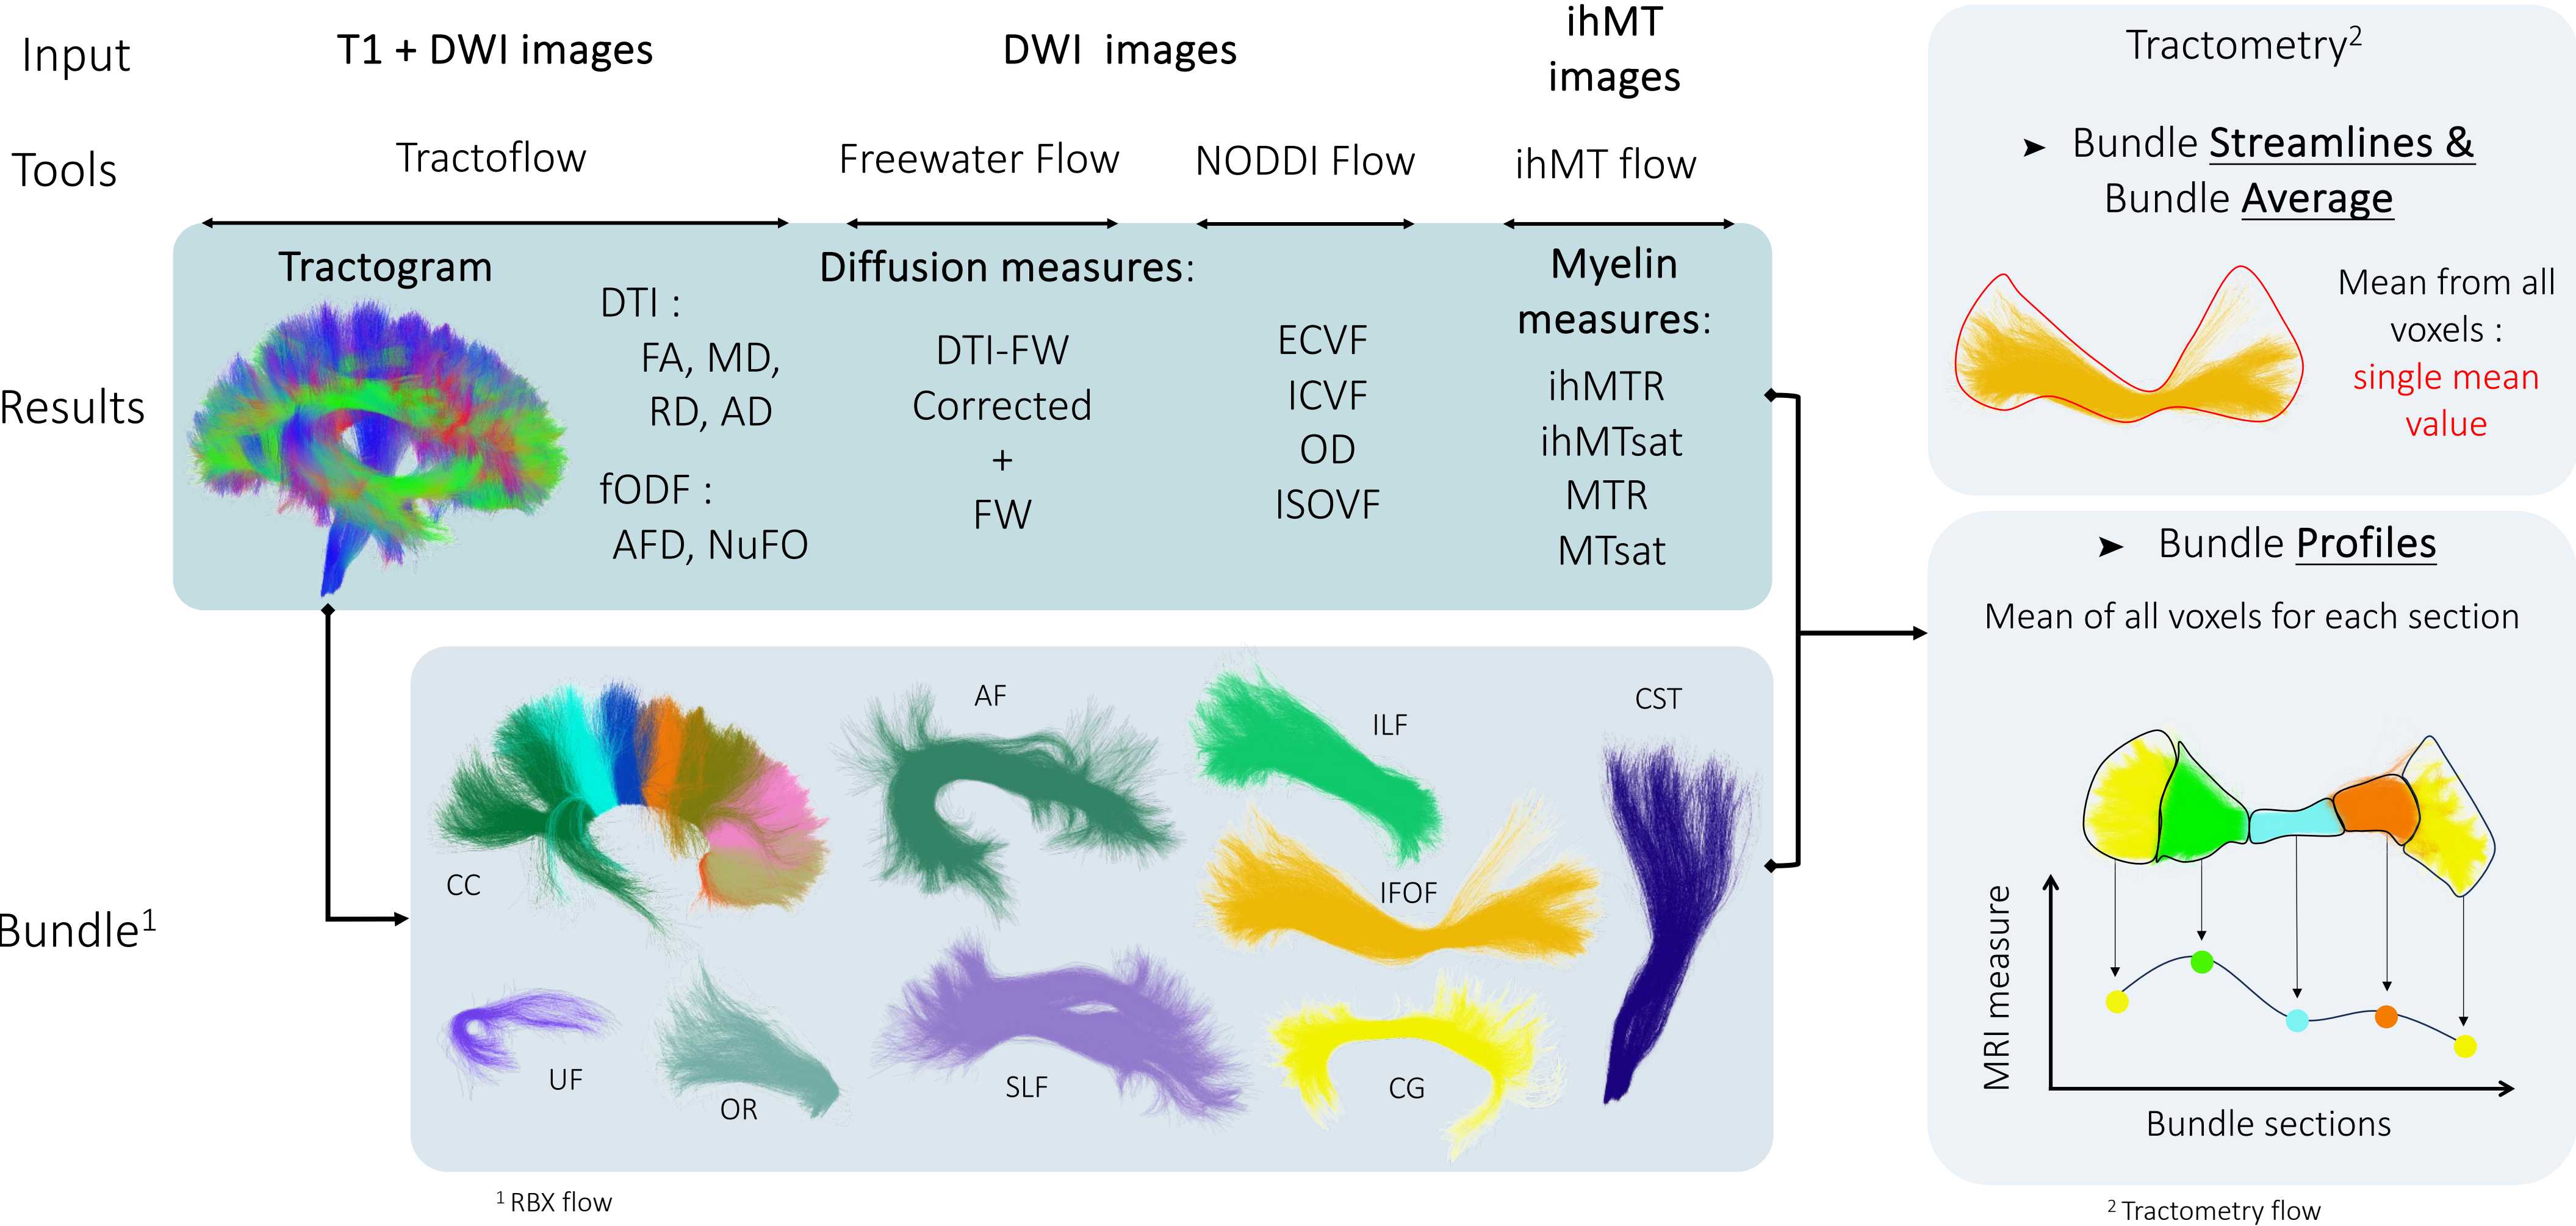 Input
T1 + DWI images
DWI images
ihMT
images
Tools
Tractoflow
Freewater Flow
NODDI Flow
ihMT flow
Results
Tractogram
DTI :
FA, MD,
RD, AD
fODF :
AFD, NuFO
Diffusion measures:
DTI-FW
Corrected
+
FW
ECVF
ICVF
OD
ISOVF
Myelin
measures:
ihMTR
ihMTsat
MTR
MTsat
Bundle1
CC
AF
ILF
CST
IFOF
UF
OR
SLF
CG
1 RBX flow
Tractometry2
➤ Bundle Streamlines &
Bundle Average
Mean from all
voxels :
single mean
value
➤ Bundle Profiles
Mean of all voxels for each section
MRI measure
Bundle sections
2 Tractometry flow